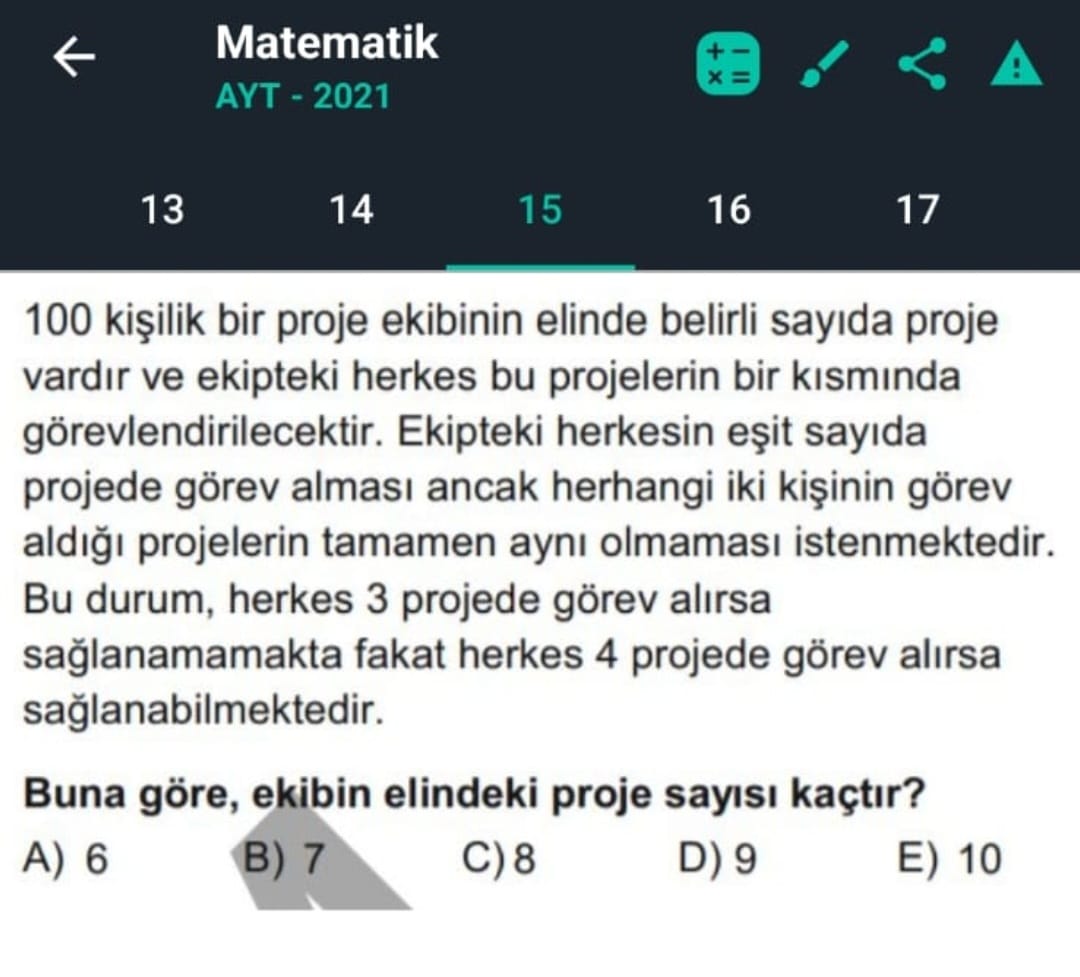 Matematik
AYT - 2021
13 14 15 16 17
100 kişilik bir proje ekibinin elinde belirli sayıda proje
vardır ve ekipteki herkes bu projelerin bir kısmında
görevlendirilecektir. Ekipteki herkesin eşit sayıda
projede görev alması ancak herhangi iki kişinin görev
aldığı projelerin tamamen aynı olmaması istenmektedir.
Bu durum, herkes 3 projede görev alırsa
sağlanamamakta fakat herkes 4 projede görev alırsa
sağlanabilmektedir.
Buna göre, ekibin elindeki proje sayısı kaçtır?
A) 6 B) 7 C) 8 D) 9 E) 10